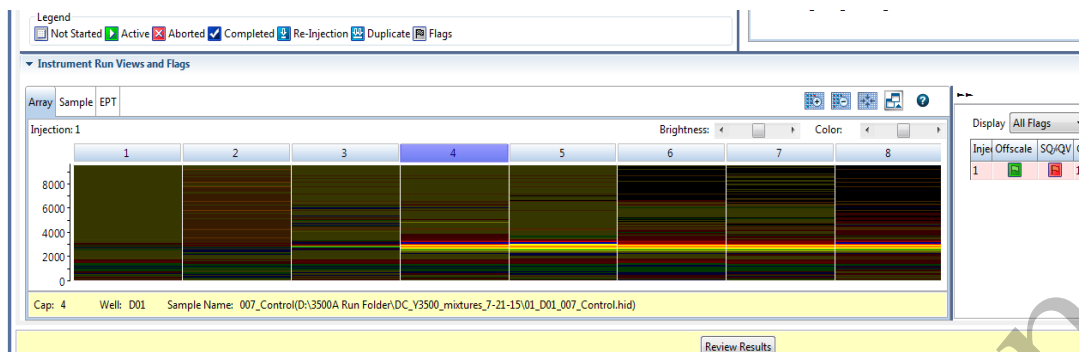 Legend
Not Started Active Aborted Completed Re-Injection Duplicate Flags
Instrument Run Views and Flags
Array Sample EPT
Injection: 1 Brightness: Color:
1 2 3 4 5 6 7 8
8000
6000
4000
2000
0
Cap: 4 Well: D01 Sample Name: 007_Control(D:\3500A Run Folder\DC_Y3500_mixtures_7-21-15\01_D01_007_Control.hid)
Display All Flags
Inje Offscale SQ/QV
1
Review Results